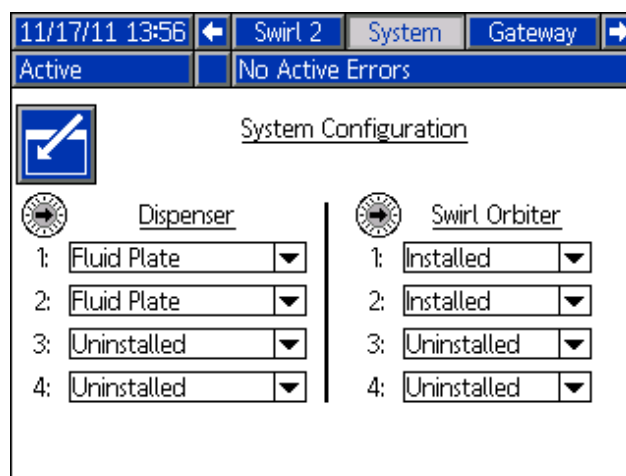 11/17/11 13:56 Swirl 2 System Gateway
Active No Active Errors
System Configuration
Dispenser Swirl Orbiter
1: Fluid Plate 1: Installed
2: Fluid Plate 2: Installed
3: Uninstalled 3: Uninstalled
4: Uninstalled 4: Uninstalled